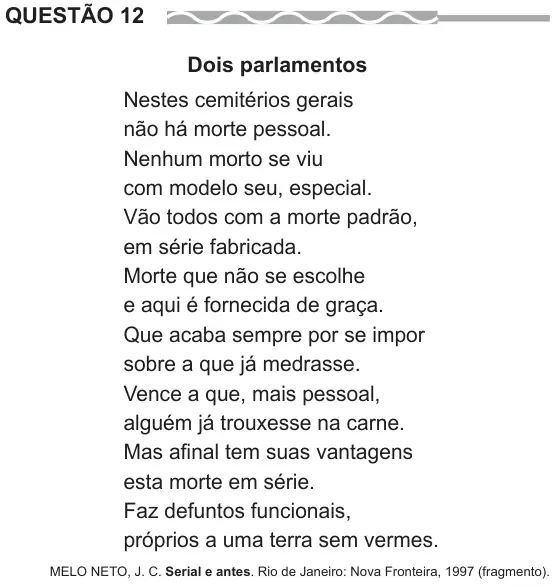 QUESTÃO 12
Dois parlamentos
Nestes cemitérios gerais
não há morte pessoal.
Nenhum morto se viu
com modelo seu, especial.
Vão todos com a morte padrão,
em série fabricada.
Morte que não se escolhe
e aqui é fornecida de graça.
Que acaba sempre por se impor
sobre a que já medrasse.
Vence a que, mais pessoal,
alguém já trouxesse na carne.
Mas afinal tem suas vantagens
esta morte em série.
Faz defuntos funcionais,
próprios a uma terra sem vermes.
MELO NETO, J. C. Serial e antes. Rio de Janeiro: Nova Fronteira, 1997 (fragmento).